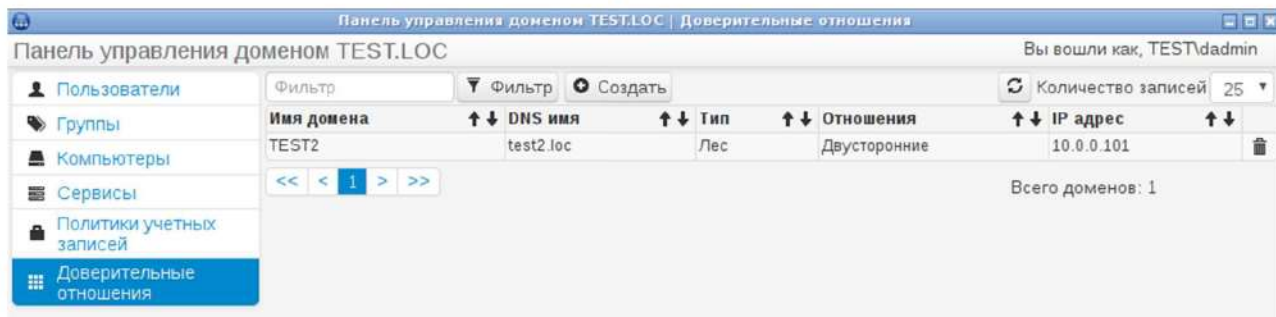 Панель управления доменом TEST.LOC | Доверительные отношения
Панель управления доменом TEST.LOC
Вы вошли как, TEST\dadmin
Пользователи
Группы
Компьютеры
Сервисы
Политики учетных
записей
Доверительные
отношения
Фильтр Фильтр Создать Количество записей 25
Имя домена DNS имя Тип Отношения IP адрес
TEST2 test2.loc Лес Двусторонние 10.0.0.101
<< < 1 > >>
Всего доменов: 1